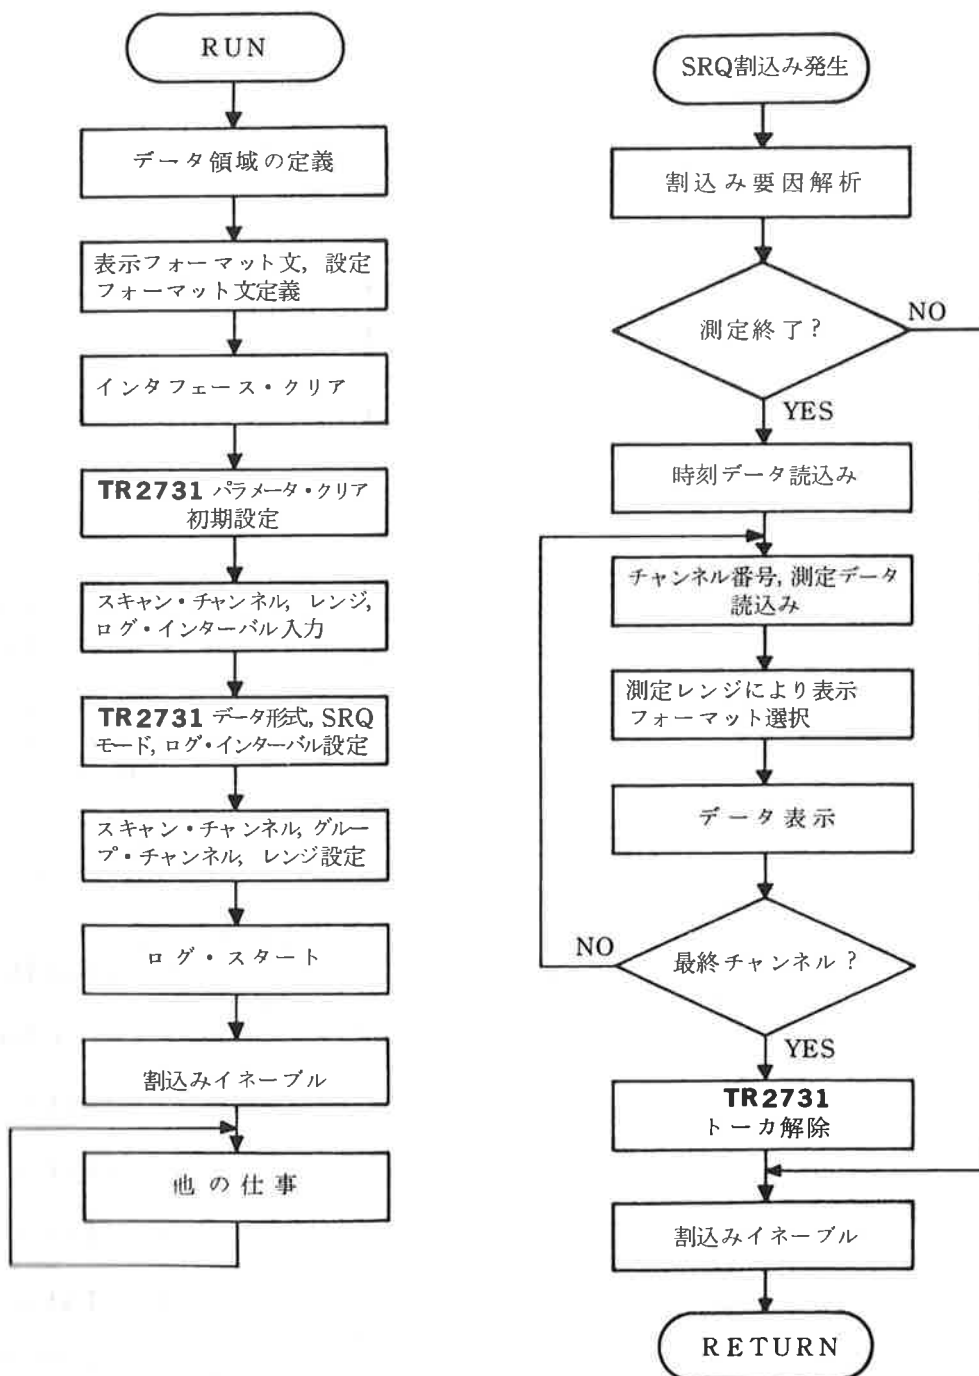 RUN
データ領域の定義
表示フォーマット文, 設定
フォーマット文定義
インタフェース・クリア
TR2731 パラメータ・クリア
初期設定
スキャン・チャンネル, レンジ,
ログ・インターバル入力
TR2731 データ形式, SRQ
モード, ログ・インターバル設定
スキャン・チャンネル, グルー
プ・チャンネル, レンジ設定
ログ・スタート
割込みイネーブル
他の仕事
SRQ割込み発生
割込み要因解析
測定終了?
NO
YES
時刻データ読込み
チャンネル番号, 測定データ
読込み
測定レンジにより表示
フォーマット選択
データ表示
最終チャンネル?
NO
YES
TR2731
トーカ解除
割込みイネーブル
RETURN